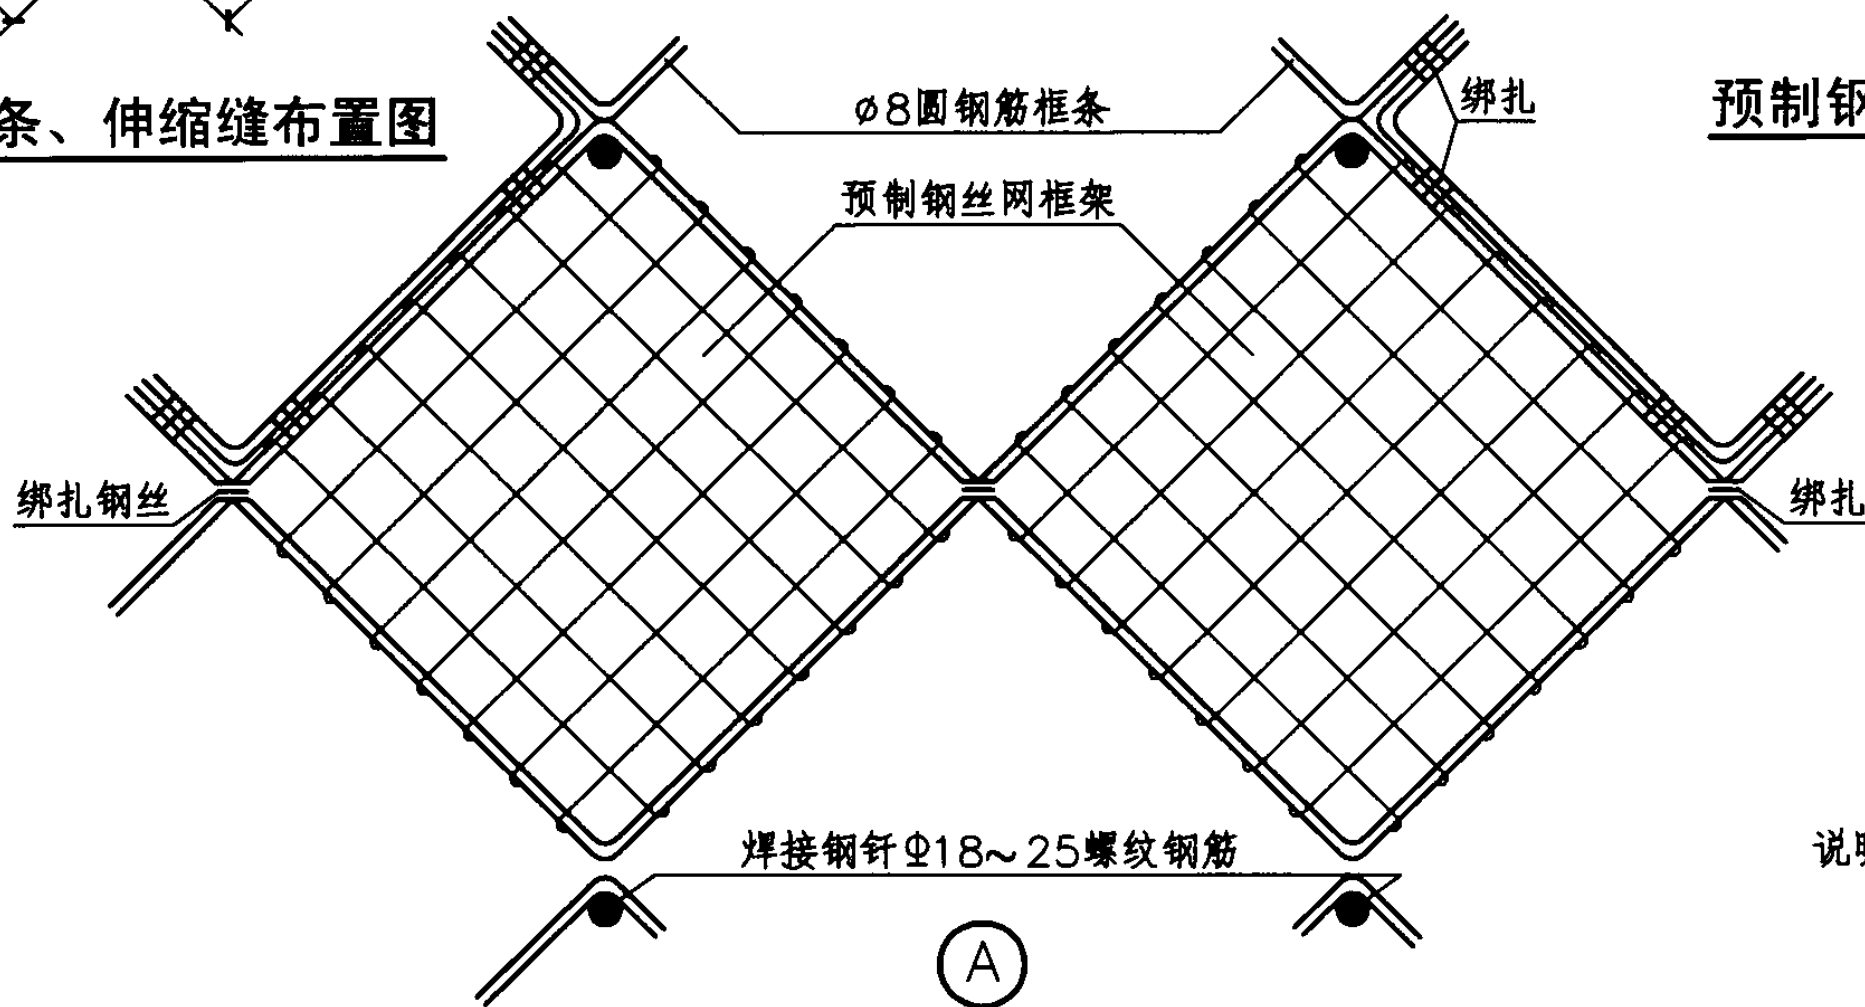 条、伸缩缝布置图
ø8圆钢筋框条
绑扎
预制钢
预制钢丝网框架
绑扎钢丝
绑扎
焊接钢钎Φ18~25螺纹钢筋
说明
A